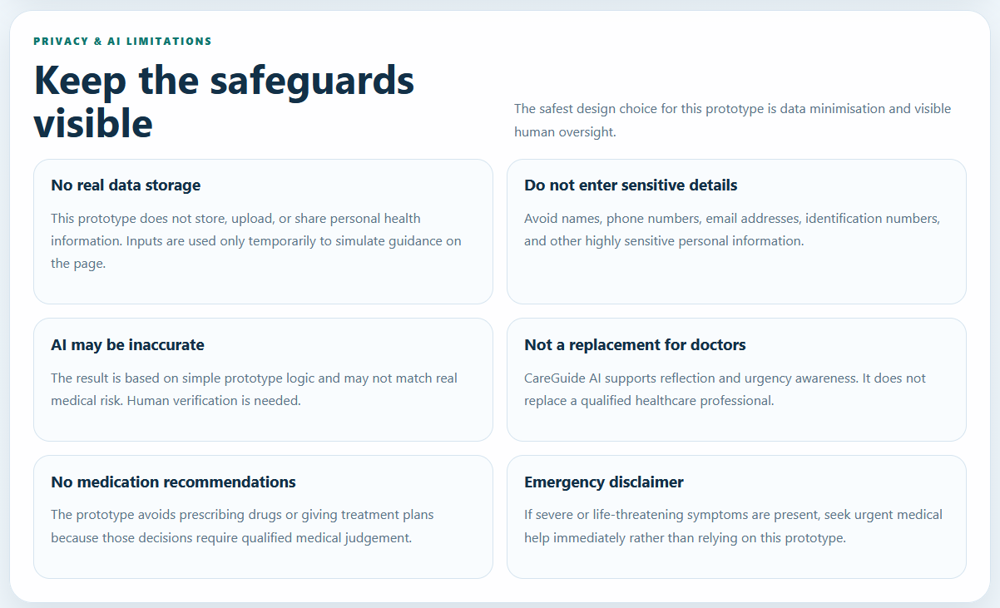 PRIVACY & AI LIMITATIONS
Keep the safeguards
visible
The safest design choice for this prototype is data minimisation and visible
human oversight.
No real data storage
This prototype does not store, upload, or share personal health
information. Inputs are used only temporarily to simulate guidance on
the page.
Do not enter sensitive details
Avoid names, phone numbers, email addresses, identification numbers,
and other highly sensitive personal information.
AI may be inaccurate
The result is based on simple prototype logic and may not match real
medical risk. Human verification is needed.
Not a replacement for doctors
CareGuide AI supports reflection and urgency awareness. It does not
replace a qualified healthcare professional.
No medication recommendations
The prototype avoids prescribing drugs or giving treatment plans
because those decisions require qualified medical judgement.
Emergency disclaimer
If severe or life-threatening symptoms are present, seek urgent medical
help immediately rather than relying on this prototype.